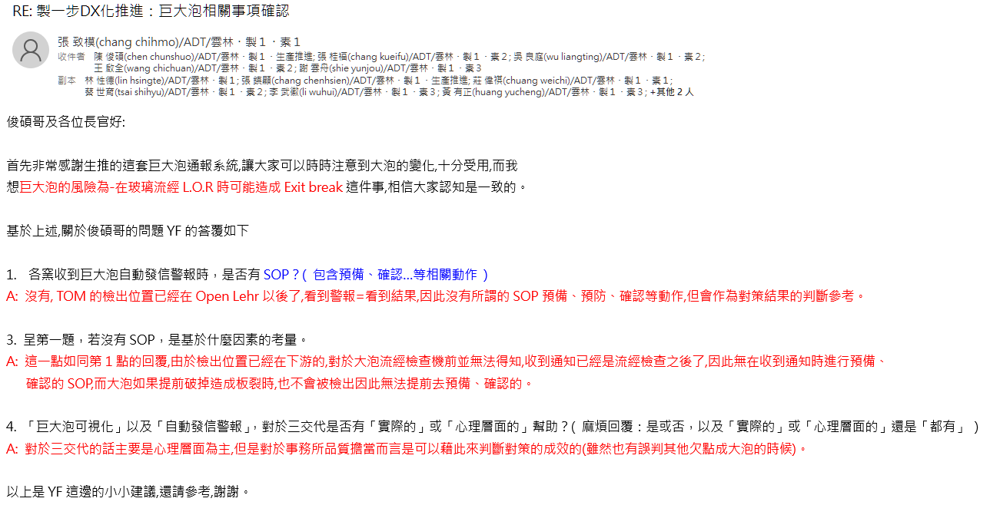 RE: 製一步DX化推進：巨大泡相關事項確認
張 致模(chang chihmo)/ADT/雲林．製１．素１
收件者 陳 俊碩(chen chunshuo)/ADT/雲林．製１．生產推進; 張 桂福(chang kueifu)/ADT/雲林．製１．素２; 吳 良庭(wu liangting)/ADT/雲林．製１．素２;
王 啟全(wang chichuan)/ADT/雲林．製１．素２; 謝 雲舟(shie yunjou)/ADT/雲林．製１．素３
副本 林 性德(lin hsingte)/ADT/雲林．製１; 張 鎮顯(chang chenhsien)/ADT/雲林．製１．生產推進; 莊 偉祺(chuang weichi)/ADT/雲林．製１．素１;
蔡 世育(tsai shihyu)/ADT/雲林．製１．素２; 李 武徽(li wuhui)/ADT/雲林．製１．素３; 黃 有正(huang yucheng)/ADT/雲林．製１．素３; +其他 2 人
俊碩哥及各位長官好:
首先非常感謝生推的這套巨大泡通報系統,讓大家可以時時注意到大泡的變化,十分受用,而我
想巨大泡的風險為-在玻璃流經 L.O.R 時可能造成 Exit break 這件事,相信大家認知是一致的。
基於上述,關於俊碩哥的問題 YF 的答覆如下
1. 各窯收到巨大泡自動發信警報時，是否有 SOP？( 包含預備、確認…等相關動作 )
A: 沒有, TOM 的檢出位置已經在 Open Lehr 以後了,看到警報=看到結果,因此沒有所謂的 SOP 預備、預防、確認等動作,但會作為對策結果的判斷參考。
3. 呈第一題，若沒有 SOP，是基於什麼因素的考量。
A: 這一點如同第 1 點的回覆,由於檢出位置已經在下游的,對於大泡流經檢查機前並無法得知,收到通知已經是流經檢查之後了,因此無在收到通知時進行預備、
確認的 SOP,而大泡如果提前破掉造成板裂時,也不會被檢出因此無法提前去預備、確認的。
4. 「巨大泡可視化」以及「自動發信警報」，對於三交代是否有「實際的」或「心理層面的」幫助？( 麻煩回覆：是或否，以及「實際的」或「心理層面的」還是「都有」 )
A: 對於三交代的話主要是心理層面為主,但是對於事務所品質擔當而言是可以藉此來判斷對策的成效的(雖然也有誤判其他欠點成大泡的時候)。
以上是 YF 這邊的小小建議,還請參考,謝謝。